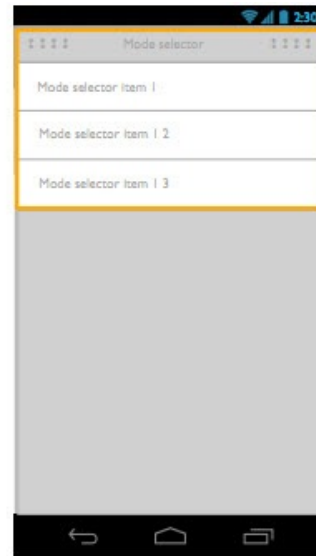 2:30
Mode selector
Mode selector item 1
Mode selector item 1 2
Mode selector item 1 3